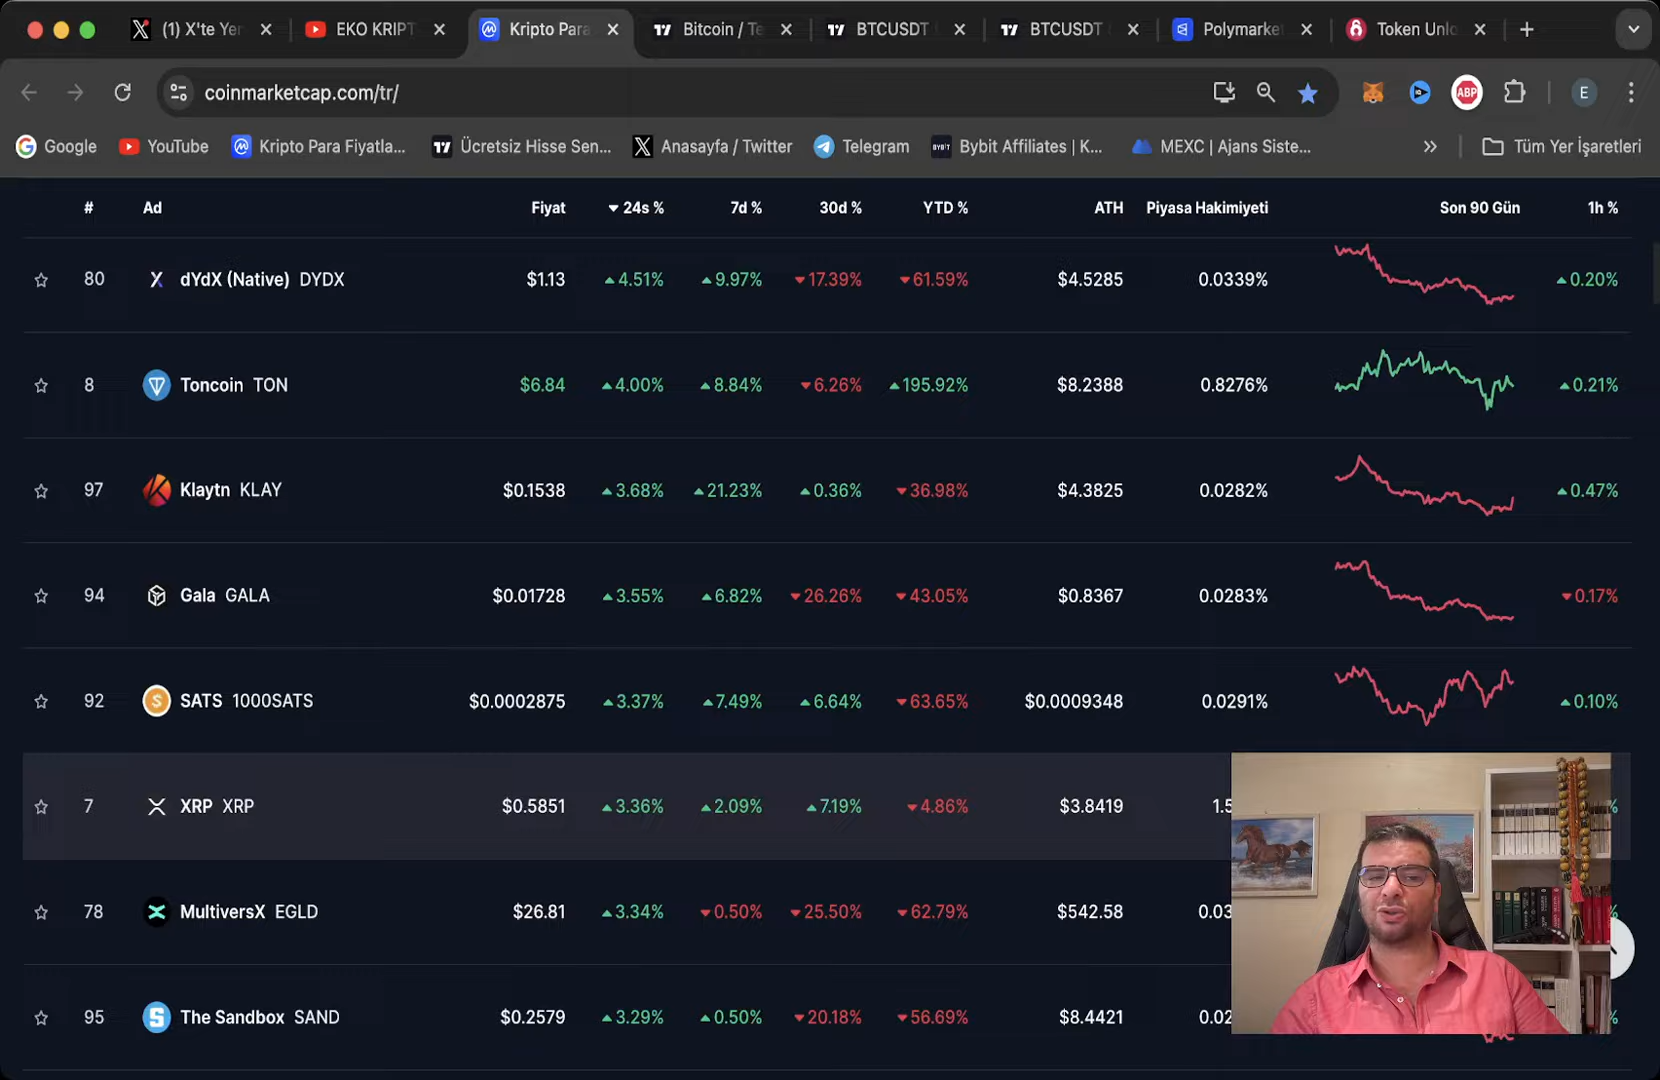 (1) X'te Yer
EKO KRIPT
Kripto Para
Bitcoin / Te
BTCUSDT
BTCUSDT
Polymarke
Token Unlo
coinmarketcap.com/tr/
ABP
E
Google
YouTube
Kripto Para Fiyatla...
Ücretsiz Hisse Sen...
Anasayfa / Twitter
Telegram
BYBIT Bybit Affiliates | K...
MEXC | Ajans Siste...
Tüm Yer İşaretleri
# Ad Fiyat 24s % 7d % 30d % YTD % ATH Piyasa Hakimiyeti Son 90 Gün 1h %
80 dYdX (Native) DYDX $1.13 4.51% 9.97% 17.39% 61.59% $4.5285 0.0339% 0.20%
8 Toncoin TON $6.84 4.00% 8.84% 6.26% 195.92% $8.2388 0.8276% 0.21%
97 Klaytn KLAY $0.1538 3.68% 21.23% 0.36% 36.98% $4.3825 0.0282% 0.47%
94 Gala GALA $0.01728 3.55% 6.82% 26.26% 43.05% $0.8367 0.0283% 0.17%
92 SATS 1000SATS $0.0002875 3.37% 7.49% 6.64% 63.65% $0.0009348 0.0291% 0.10%
7 XRP XRP $0.5851 3.36% 2.09% 7.19% 4.86% $3.8419 1.5 %
78 MultiversX EGLD $26.81 3.34% 0.50% 25.50% 62.79% $542.58 0.03 %
95 The Sandbox SAND $0.2579 3.29% 0.50% 20.18% 56.69% $8.4421 0.02 %